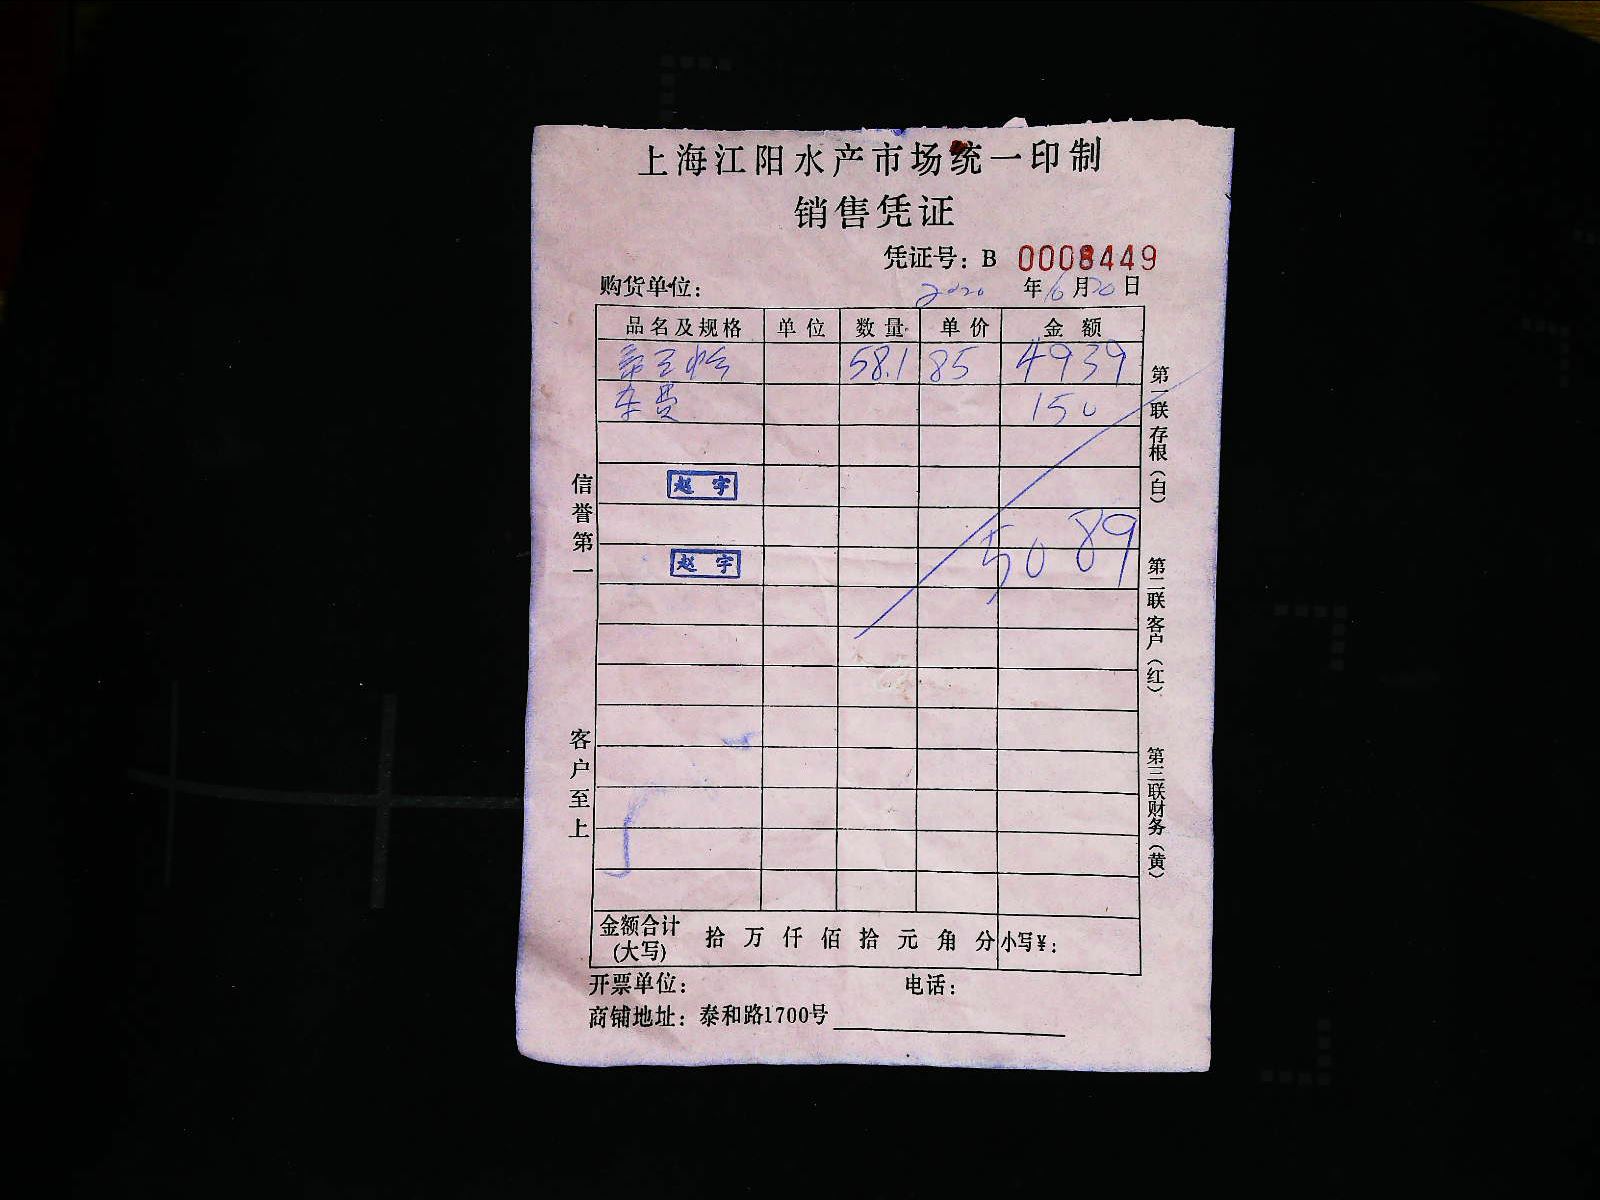 上海江阳水产市场统一印制
销售凭证
凭证号：B 0008449
购货单位： 2020 年 10 月 20 日
品名及规格 单位 数量 单价 金额
58.1 85 4939
车费 150
赵宇
赵宇
5089
金额合计(大写) 拾 万 仟 佰 拾 元 角 分 小写￥：
开票单位： 电话：
商铺地址：泰和路1700号
信誉第一
客户至上
第一联存根（白）
第二联客户（红）
第三联财务（黄）